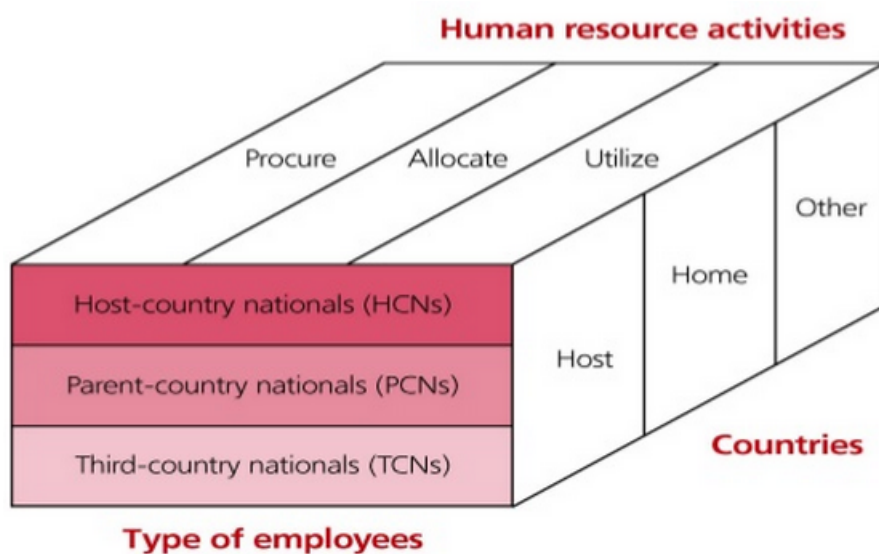 Human resource activities
Procure
Allocate
Utilize
Other
Home
Host
Host-country nationals (HCNs)
Parent-country nationals (PCNs)
Third-country nationals (TCNs)
Countries
Type of employees